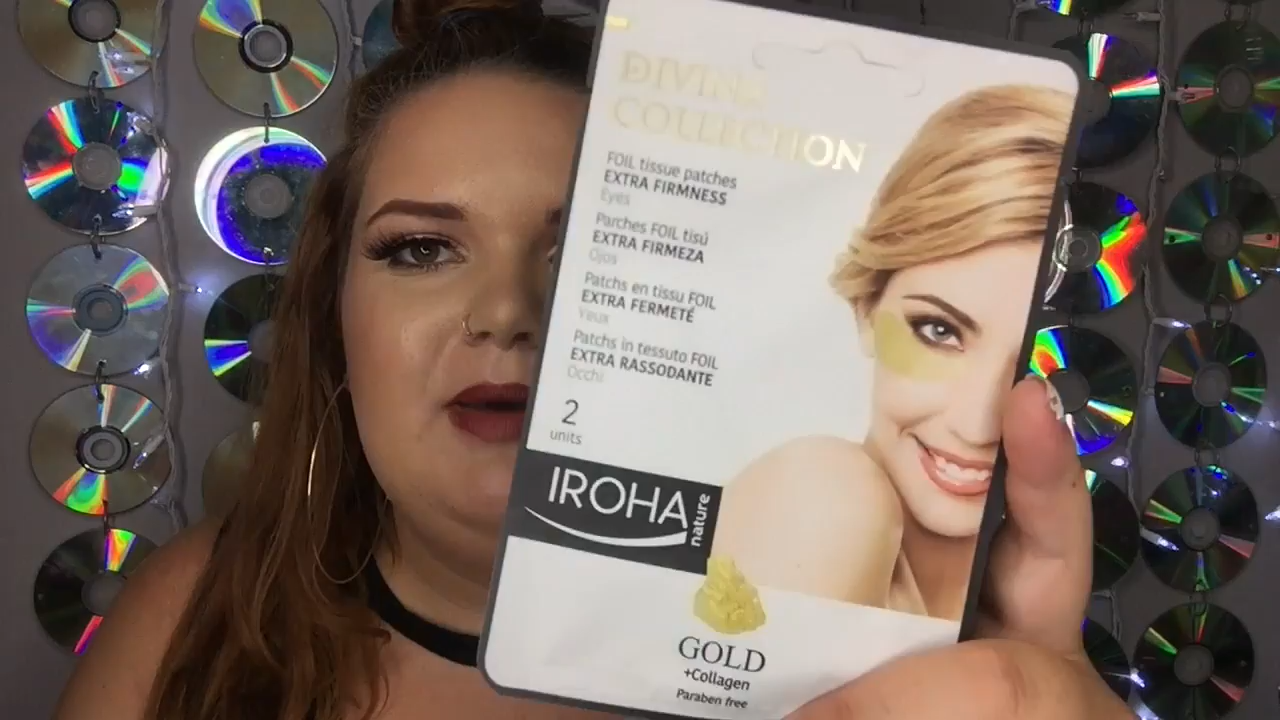 DIVINE
COLLECTION
FOIL tissue patches
EXTRA FIRMNESS
Eyes
Parches FOIL tisú
EXTRA FIRMEZA
Ojos
Patchs en tissu FOIL
EXTRA FERMETÉ
Yeux
Patchs in tessuto FOIL
EXTRA RASSODANTE
Occhi
2
units
IROHA
nature
GOLD
+Collagen
Paraben free